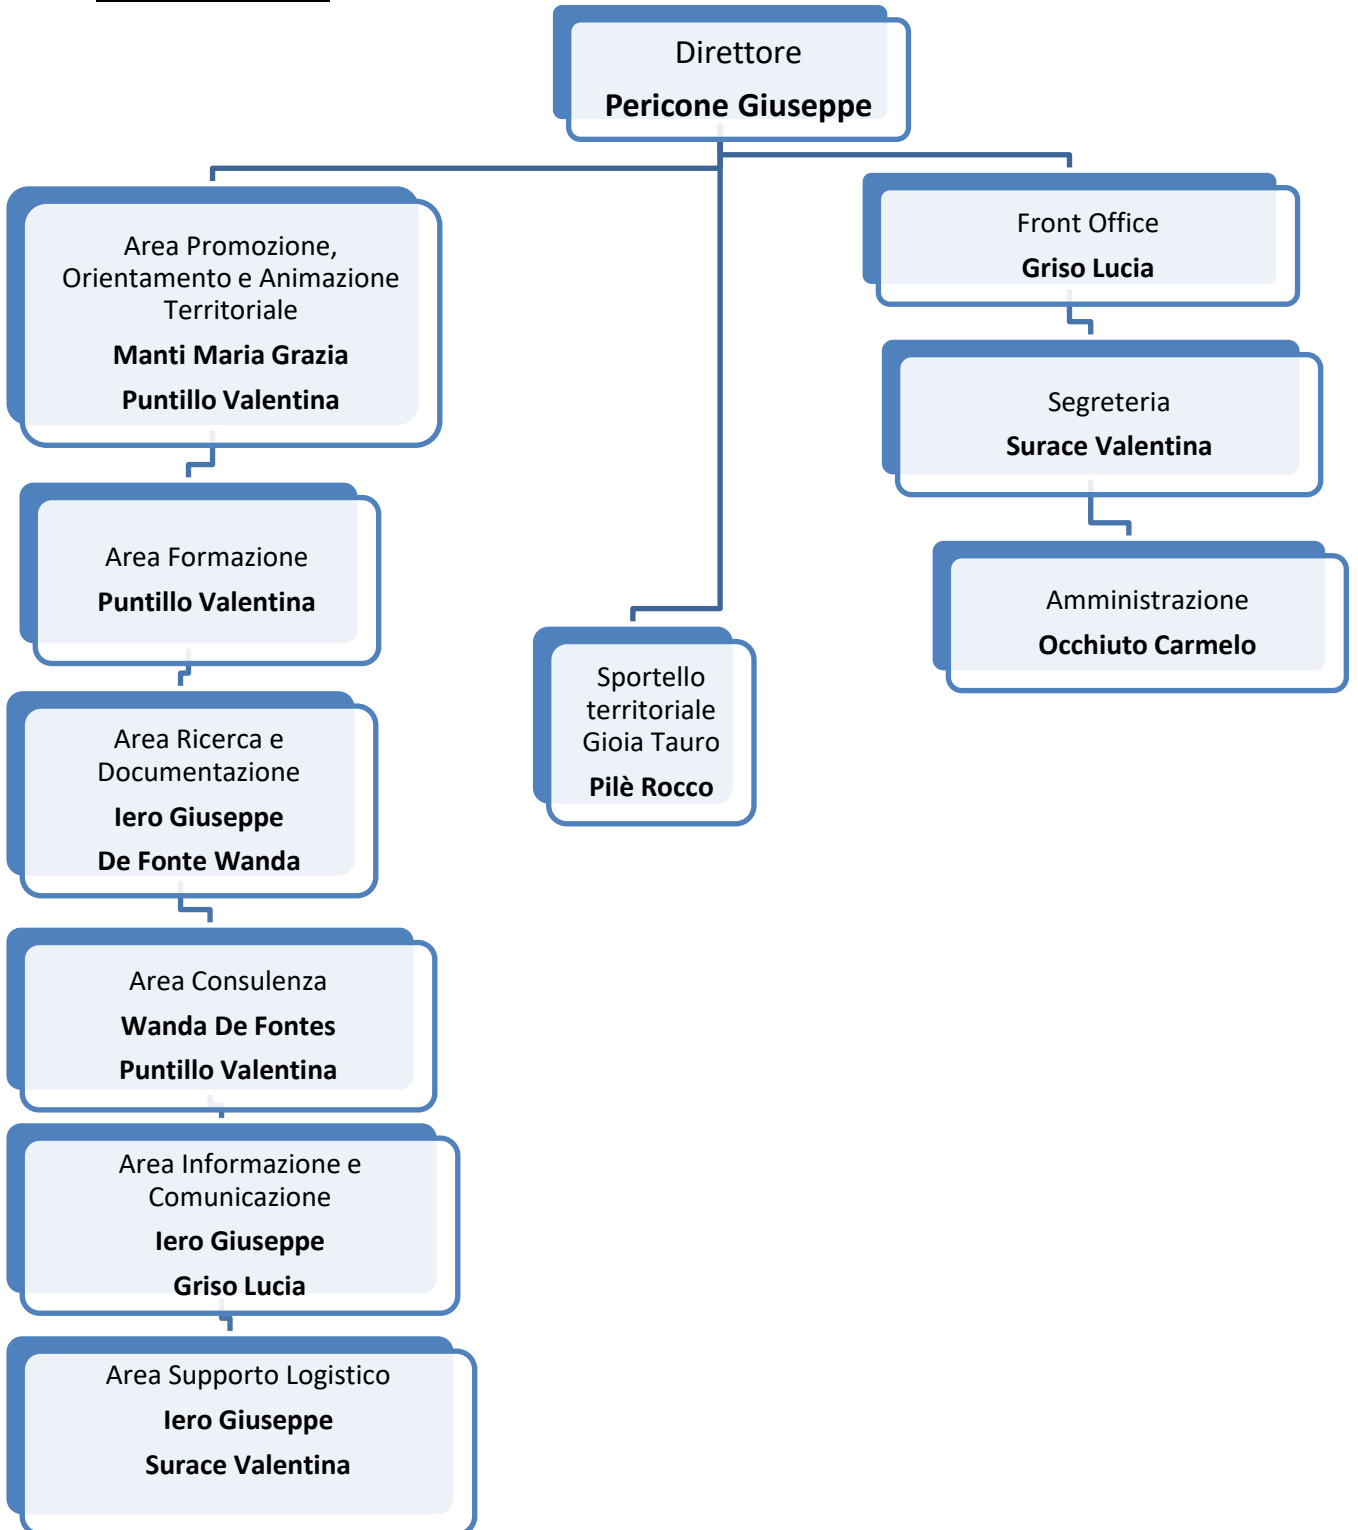 Direttore
Pericone Giuseppe
Area Promozione,
Orientamento e Animazione
Territoriale
Manti Maria Grazia
Puntillo Valentina
Area Formazione
Puntillo Valentina
Area Ricerca e
Documentazione
Iero Giuseppe
De Fonte Wanda
Area Consulenza
Wanda De Fontes
Puntillo Valentina
Area Informazione e
Comunicazione
Iero Giuseppe
Griso Lucia
Area Supporto Logistico
Iero Giuseppe
Surace Valentina
Sportello
territoriale
Gioia Tauro
Pilè Rocco
Front Office
Griso Lucia
Segreteria
Surace Valentina
Amministrazione
Occhiuto Carmelo